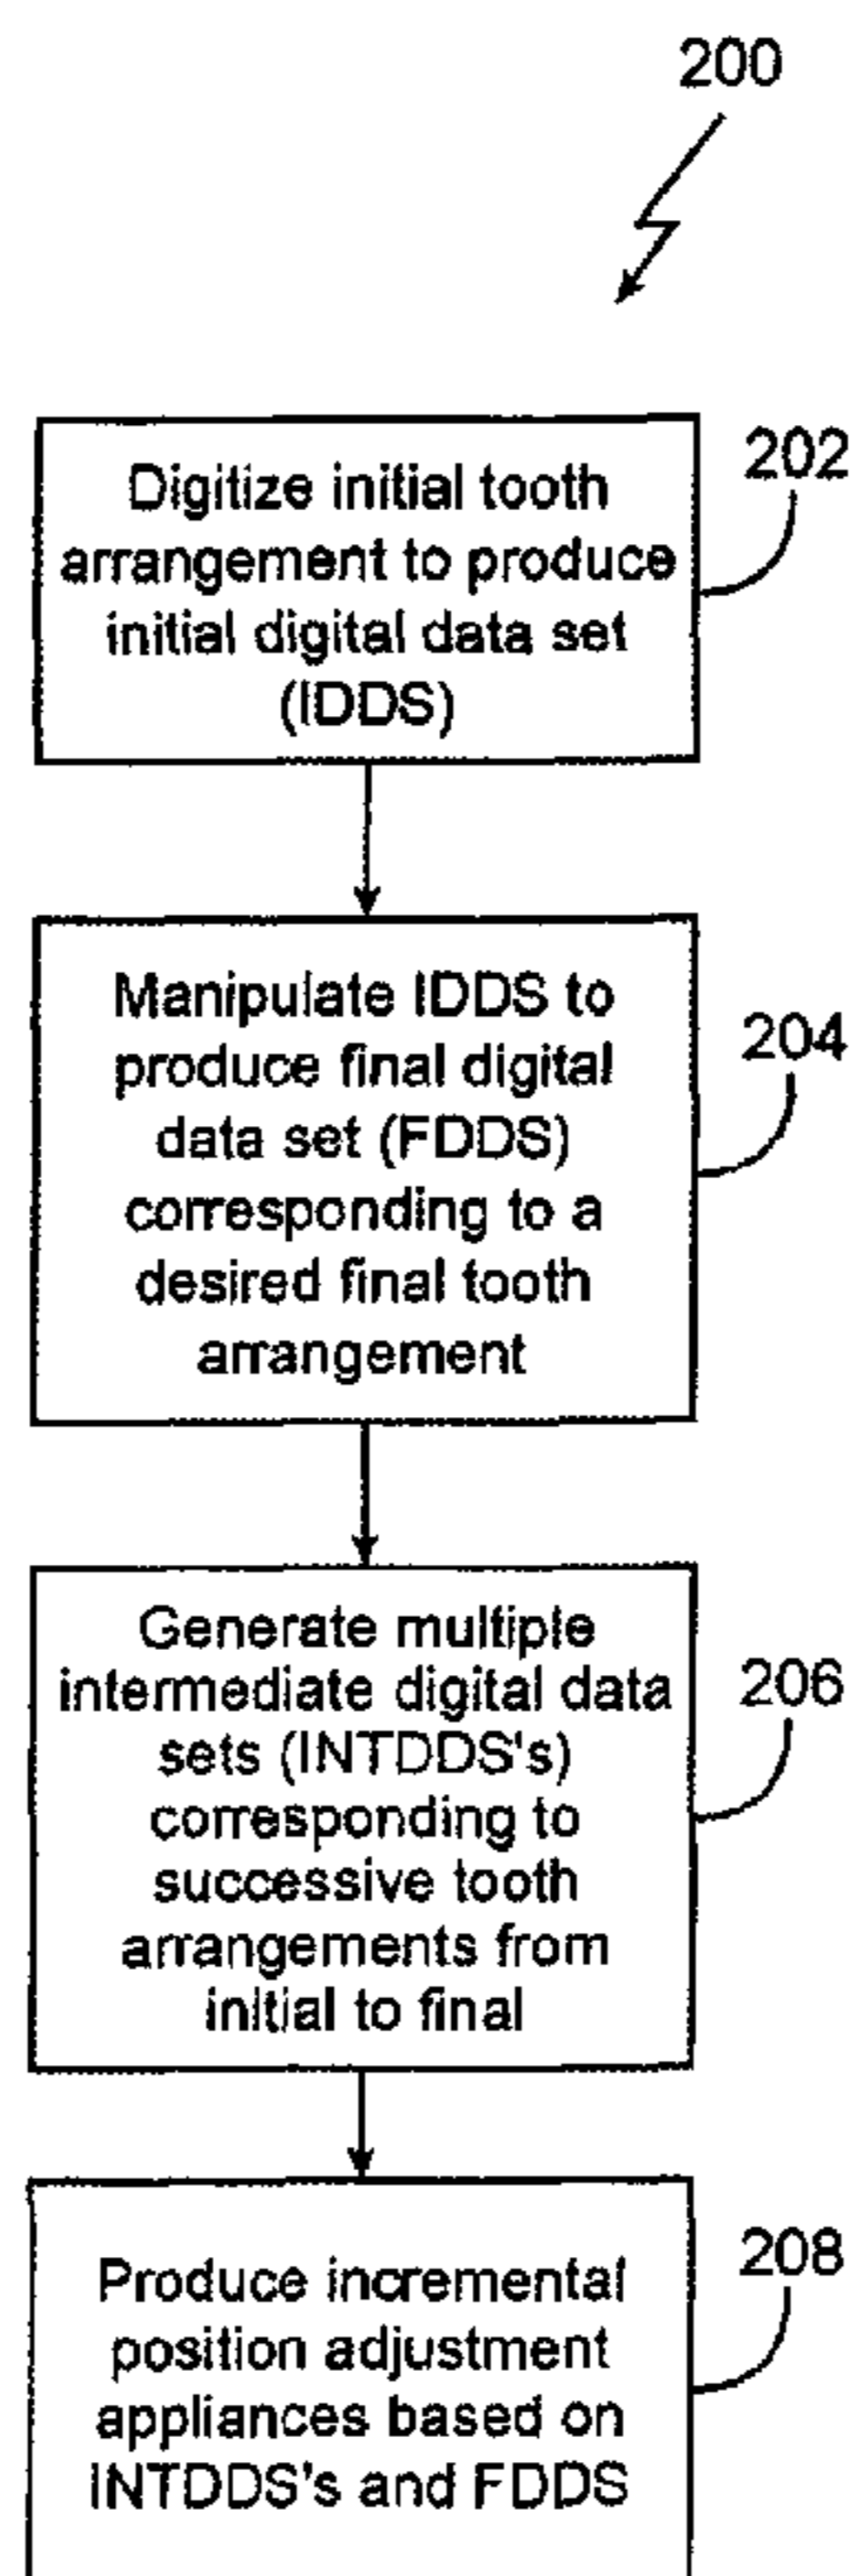 200
202
Digitize initial tooth
arrangement to produce
initial digital data set
(IDDS)
204
Manipulate IDDS to
produce final digital
data set (FDDS)
corresponding to a
desired final tooth
arrangement
206
Generate multiple
intermediate digital data
sets (INTDDS's)
corresponding to
successive tooth
arrangements from
initial to final
208
Produce incremental
position adjustment
appliances based on
INTDDS's and FDDS